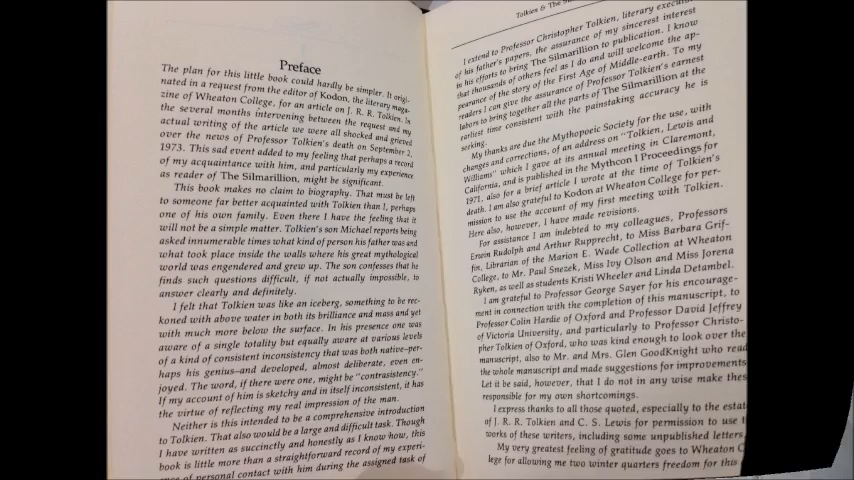 Preface
The plan for this little book could hardly be simpler. It origi-
nated in a request from the editor of Kodon, the literary maga-
zine of Wheaton College, for an article on J. R. R. Tolkien. In
the several months intervening between the request and my
actual writing of the article we were all shocked and grieved
over the news of Professor Tolkien's death on September 2,
1973. This sad event added to my feeling that perhaps a record
of my acquaintance with him, and particularly my experience
as reader of The Silmarillion, might be significant.
This book makes no claim to biography. That must be left
to someone far better acquainted with Tolkien than I, perhaps
one of his own family. Even there I have the feeling that it
will not be a simple matter. Tolkien's son Michael reports being
asked innumerable times what kind of person his father was and
what took place inside the walls where his great mythological
world was engendered and grew up. The son confesses that he
finds such questions difficult, if not actually impossible, to
answer clearly and definitely.
I felt that Tolkien was like an iceberg, something to be rec-
koned with above water in both its brilliance and mass and yet
with much more below the surface. In his presence one was
aware of a single totality but equally aware at various levels
of a kind of consistent inconsistency that was both native–per-
haps his genius—and developed, almost deliberate, even en-
joyed. The word, if there were one, might be "contrasistency."
If my account of him is sketchy and in itself inconsistent, it has
the virtue of reflecting my real impression of the man.
Neither is this intended to be a comprehensive introduction
to Tolkien. That also would be a large and difficult task. Though
I have written as succinctly and honestly as I know how, this
book is little more than a straightforward record of my experi-
of personal contact with him during the assigned task of
Tolkien & The
I extend to Professor Christopher Tolkien, literary
of his father's papers, the assurance of my sincerest interest
in his efforts to bring The Silmarillion to publication. I know
that thousands of others feel as I do and will welcome the ap-
pearance of the story of the First Age of Middle-earth. To my
readers I can give the assurance of Professor Tolkien's earnest
labors to bring together all the parts of The Silmarillion at the
earliest time consistent with the painstaking accuracy he is
seeking.
My thanks are due the Mythopoeic Society for the use, with
changes and corrections, of an address on "Tolkien, Lewis and
Williams" which I gave at its annual meeting in Claremont,
California, and is published in the Mythcon I Proceedings for
1971, also for a brief article I wrote at the time of Tolkien's
death. I am also grateful to Kodon at Wheaton College for per-
mission to use the account of my first meeting with Tolkien.
Here also, however, I have made revisions.
For assistance I am indebted to my colleagues, Professors
Erwin Rudolph and Arthur Rupprecht, to Miss Barbara Grif-
fin, Librarian of the Marion E. Wade Collection at Wheaton
College, to Mr. Paul Snezek, Miss Ivy Olson and Miss Jorena
Ryken, as well as students Kristi Wheeler and Linda Detambel.
I am grateful to Professor George Sayer for his encourage-
ment in connection with the completion of this manuscript, to
Professor Colin Hardie of Oxford and Professor David Jeffrey
of Victoria University, and particularly to Professor Christo-
pher Tolkien of Oxford, who was kind enough to look over the
manuscript, also to Mr. and Mrs. Glen GoodKnight who read
the whole manuscript and made suggestions for improvements
Let it be said, however, that I do not in any wise make thes
responsible for my own shortcomings.
I express thanks to all those quoted, especially to the estat
of J. R. R. Tolkien and C. S. Lewis for permission to use t
works of these writers, including some unpublished letters
My very greatest feeling of gratitude goes to Wheaton C
lege for allowing me two winter quarters freedom for this